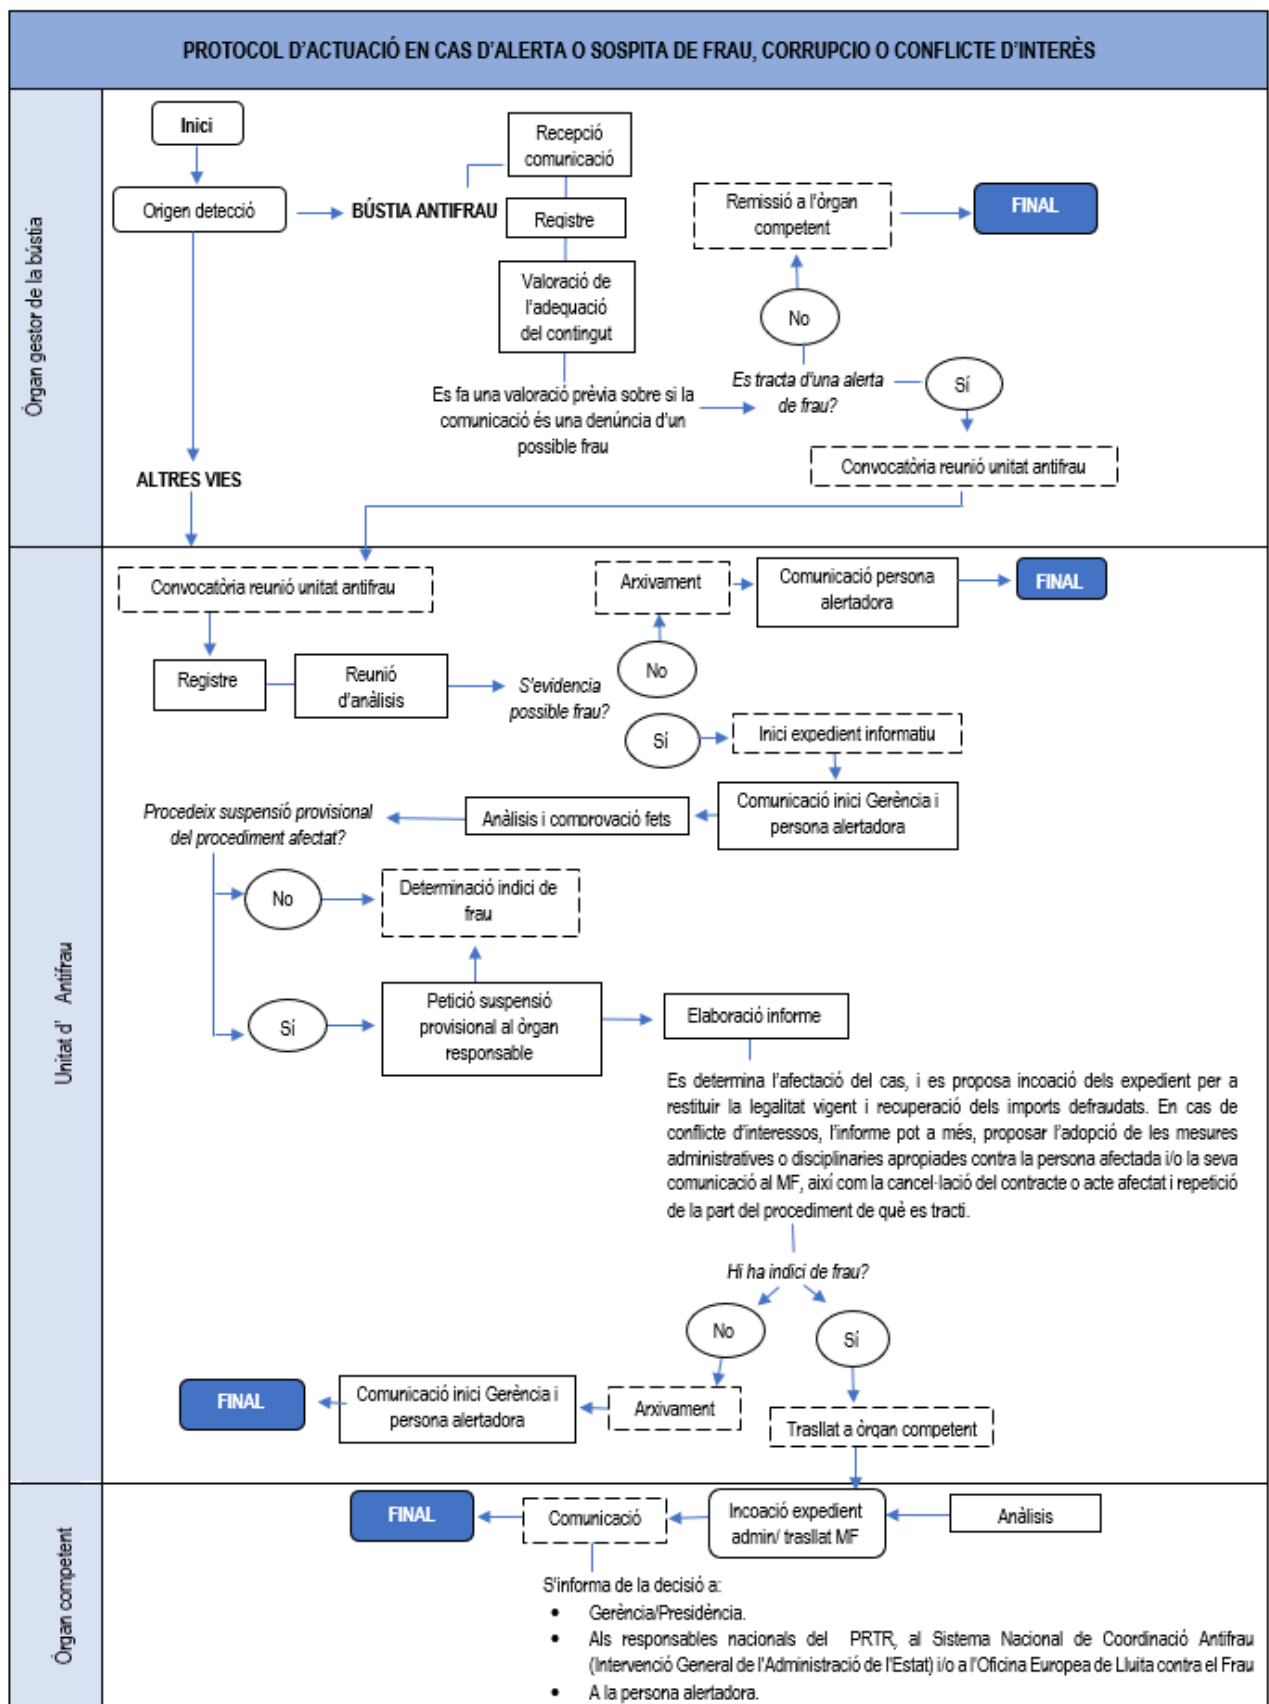 PROTOCOL D'ACTUACIÓ EN CAS D'ALERTA O SOSPITA DE FRAU, CORRUPCIO O CONFLICTE D'INTERÈS
Órgan gestor de la bústia
Inici
Origen detecció
BÚSTIA ANTIFRAU
Recepció
comunicació
Registre
Valoració de
l'adequació
del contingut
Es fa una valoració prèvia sobre si la
comunicació és una denúncia d'un
possible frau
Remissió a l'òrgan
competent
FINAL
No
Es tracta d'una alerta
de frau?
Sí
Convocatòria reunió unitat antifrau
ALTRES VIES
Unitat d' Antifrau
Convocatòria reunió unitat antifrau
Registre
Reunió
d'anàlisis
S'evidencia
possible frau?
Arxivament
Comunicació persona
alertadora
FINAL
No
Sí
Inici expedient informatiu
Comunicació inici Gerència i
persona alertadora
Anàlisis i comprovació fets
Procedeix suspensió provisional
del procediment afectat?
No
Determinació indici de
frau
Sí
Petició suspensió
provisional al òrgan
responsable
Elaboració informe
Es determina l'afectació del cas, i es proposa incoació dels expedient per a
restituir la legalitat vigent i recuperació dels imports defraudats. En cas de
conflicte d'interessos, l'informe pot a més, proposar l'adopció de les mesures
administratives o disciplinaries apropiades contra la persona afectada i/o la seva
comunicació al MF, així com la cancel·lació del contracte o acte afectat i repetició
de la part del procediment de què es tracti.
Hi ha indici de frau?
No
Sí
FINAL
Comunicació inici Gerència i
persona alertadora
Arxivament
Trasllat a òrgan competent
Órgan competent
FINAL
Comunicació
Incoació expedient
admin/ trasllat MF
Anàlisis
S'informa de la decisió a:
• Gerència/Presidència.
• Als responsables nacionals del PRTR, al Sistema Nacional de Coordinació Antifrau
(Intervenció General de l'Administració de l'Estat) i/o a l'Oficina Europea de Lluita contra el Frau
• A la persona alertadora.